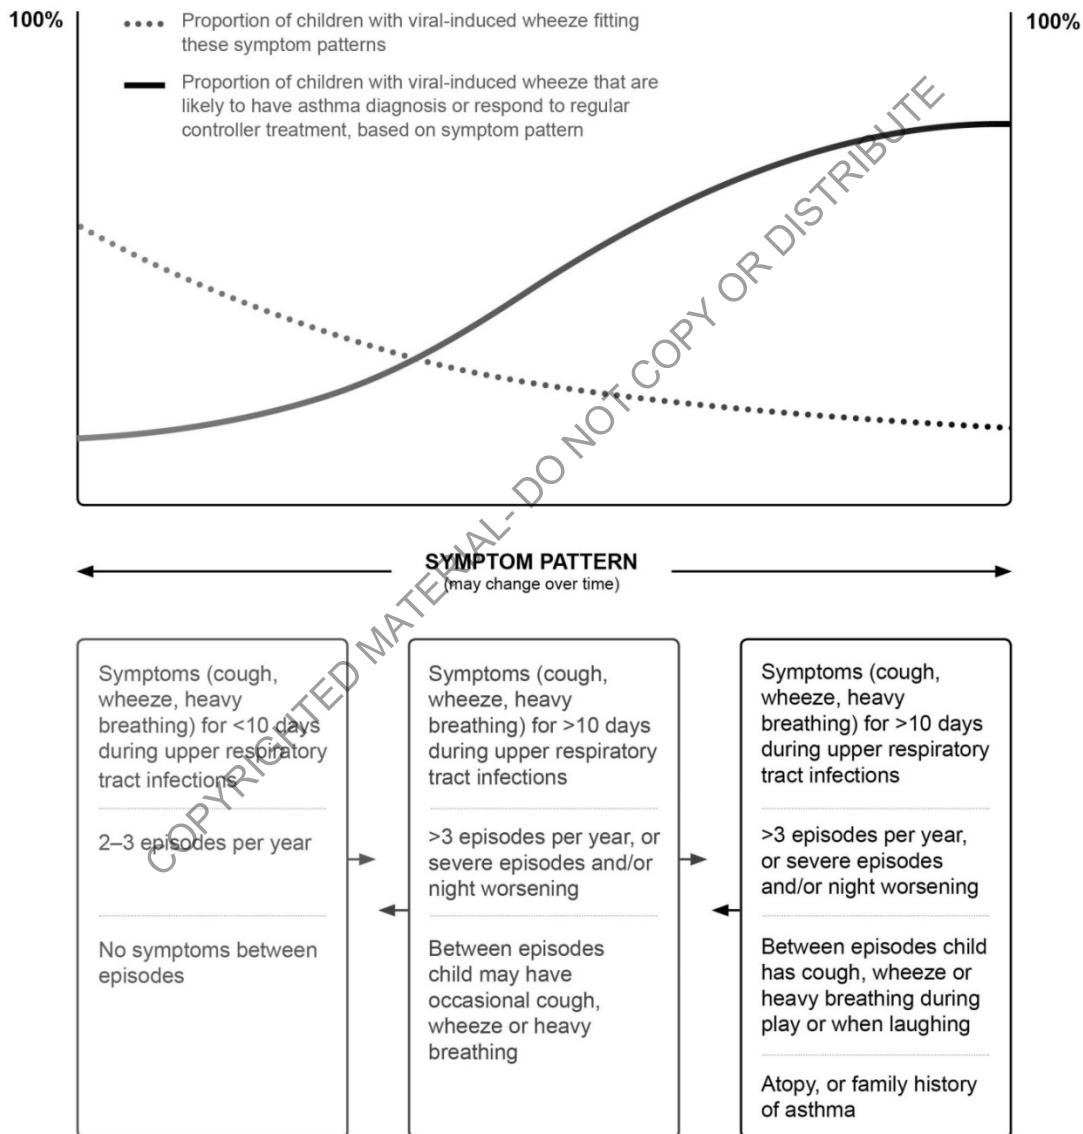 100%
Proportion of children with viral-induced wheeze fitting
these symptom patterns
Proportion of children with viral-induced wheeze that are
likely to have asthma diagnosis or respond to regular
controller treatment, based on symptom pattern
100%
COPYRIGHTED MATERIAL- DO NOT COPY OR DISTRIBUTE
SYMPTOM PATTERN
(may change over time)
Symptoms (cough,
wheeze, heavy
breathing) for <10 days
during upper respiratory
tract infections
2–3 episodes per year
No symptoms between
episodes
Symptoms (cough,
wheeze, heavy
breathing) for >10 days
during upper respiratory
tract infections
>3 episodes per year, or
severe episodes and/or
night worsening
Between episodes
child may have
occasional cough,
wheeze or heavy
breathing
Symptoms (cough,
wheeze, heavy
breathing) for >10 days
during upper respiratory
tract infections
>3 episodes per year,
or severe episodes
and/or night worsening
Between episodes child
has cough, wheeze or
heavy breathing during
play or when laughing
Atopy, or family history
of asthma